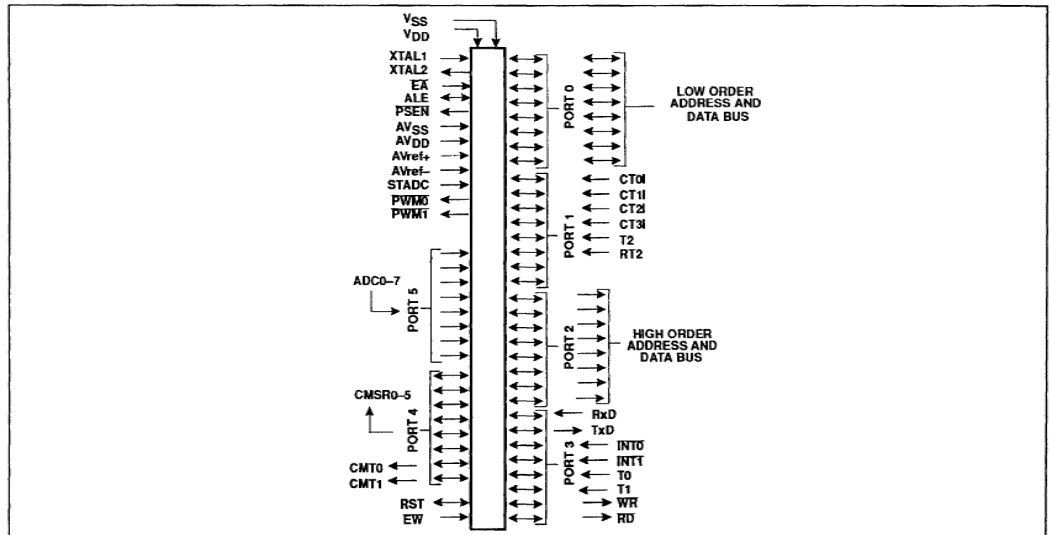 VSS
VDD
XTAL1
XTAL2
EA
ALE
PSEN
AVSS
AVDD
AVref+
AVref–
STADC
PWM0
PWM1
ADC0–7
PORT 5
CMSR0–5
PORT 4
CMT0
CMT1
RST
EW
PORT 0
LOW ORDER
ADDRESS AND
DATA BUS
PORT 1
CT0I
CT1I
CT2I
CT3I
T2
RT2
PORT 2
HIGH ORDER
ADDRESS AND
DATA BUS
PORT 3
RxD
TxD
INT0
INT1
T0
T1
WR
RD